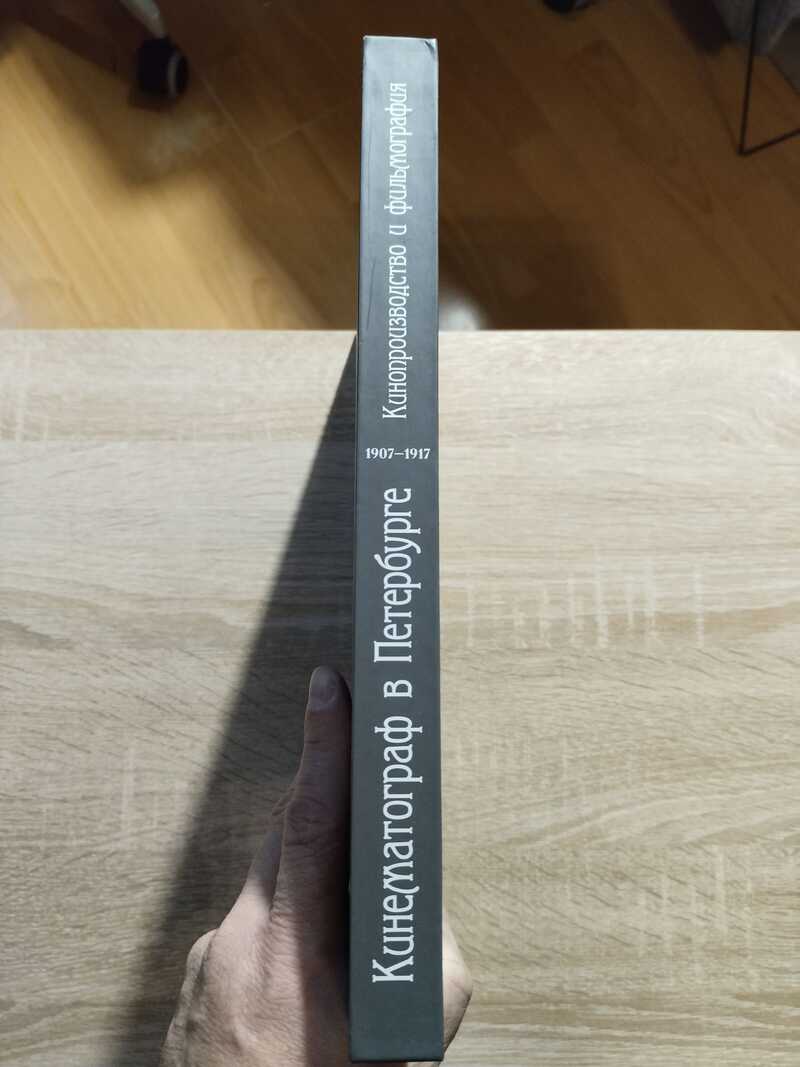 Кинематограф в Петербурге
1907–1917
Кинопроизводство и фильмография